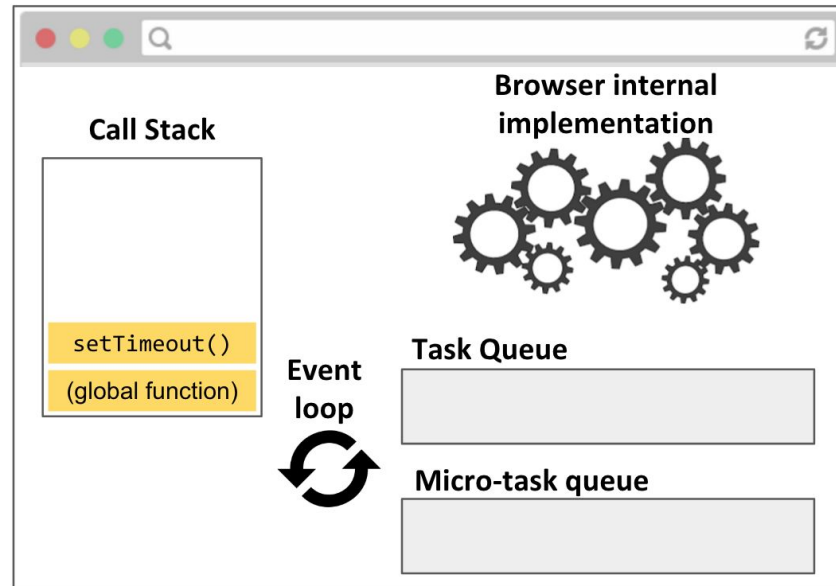 Browser internal
implementation
Call Stack
setTimeout()
(global function)
Event
loop
Task Queue
Micro-task queue